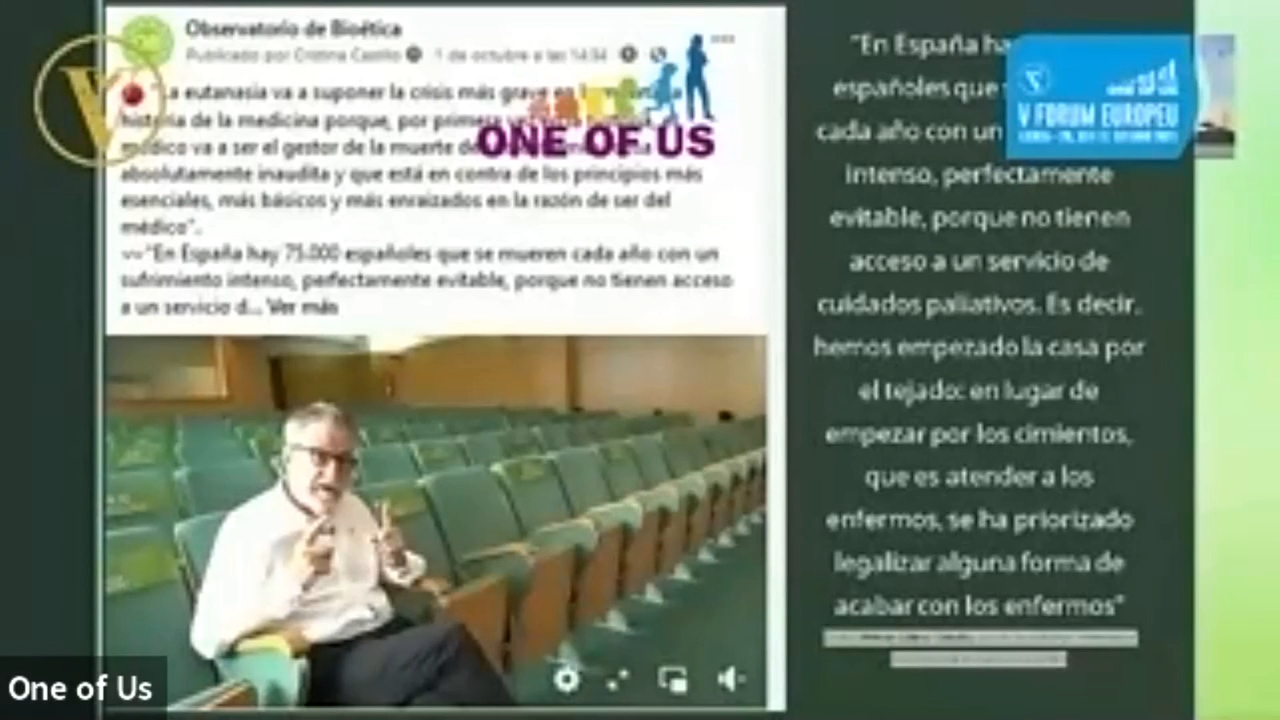 Observatorio de Bioética
Publicado por Cristina Castillo 1 de octubre a las 14:34
La eutanasia va a suponer la crisis más grave en
historia de la medicina porque, por primera
médico va a ser el gestor de la muerte de
absolutamente inaudita y que está en contra de los principios más
esenciales, más básicos y más enraizados en la razón de ser del
médico".
"En España hay 75.000 españoles que se mueren cada año con un
sufrimiento intenso, perfectamente evitable, porque no tienen acceso
a un servicio d... Ver más
ONE OF US
"En España
españoles que
cada año con un
intenso, perfectamente
evitable, porque no tienen
acceso a un servicio de
cuidados paliativos. Es decir,
hemos empezado la casa por
el tejado: en lugar de
empezar por los cimientos,
que es atender a los
enfermos, se ha priorizado
legalizar alguna forma de
acabar con los enfermos"
V FORUM EUROPEU
One of Us